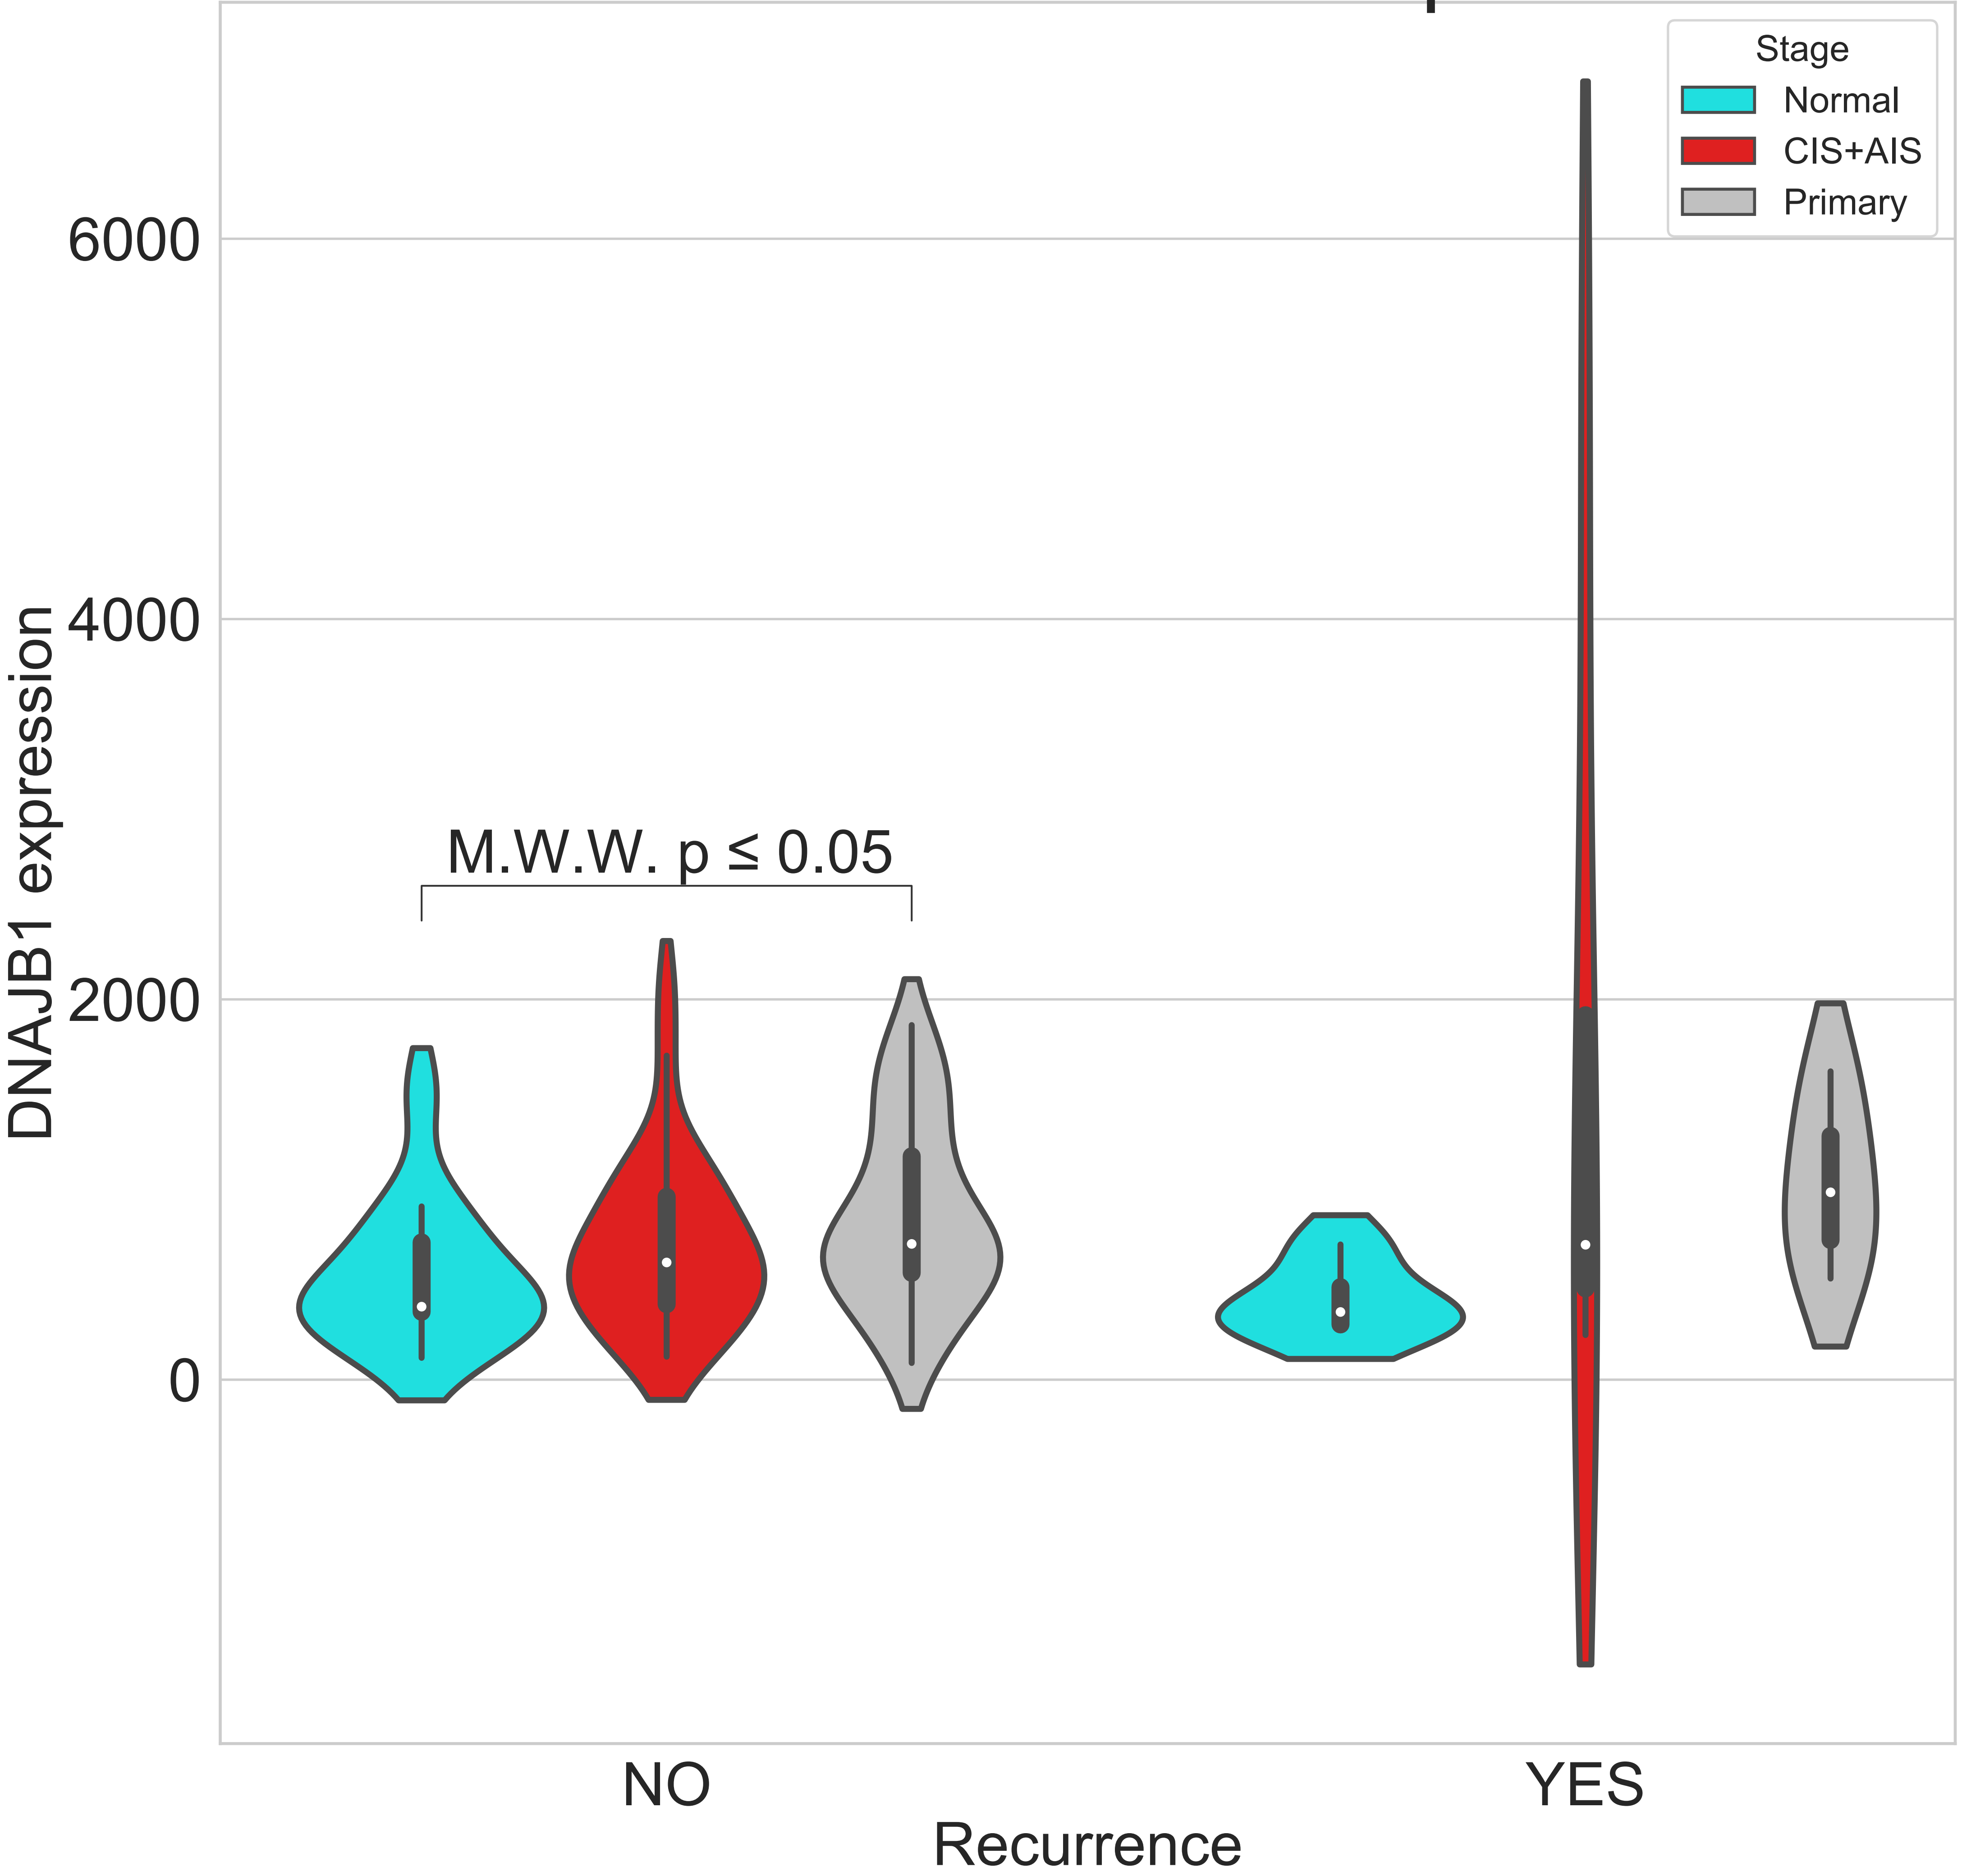 Stage
Normal
CIS+AIS
Primary
6000
4000
2000
0
DNAJB1 expression
M.W.W. p ≤ 0.05
NO
YES
Recurrence